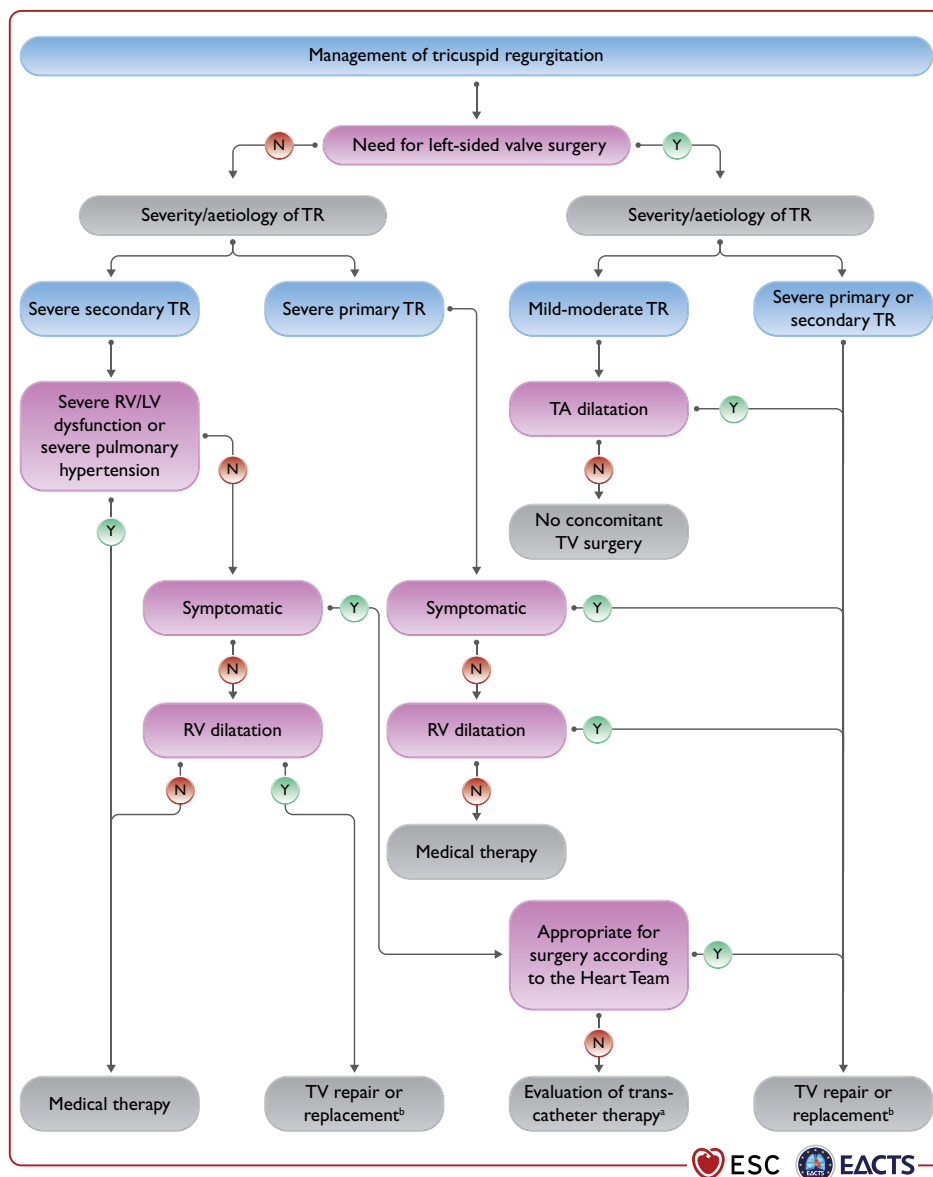 Management of tricuspid regurgitation
N
Need for left-sided valve surgery
Y
Severity/aetiology of TR
Severity/aetiology of TR
Severe secondary TR
Severe primary TR
Mild-moderate TR
Severe primary or
secondary TR
Severe RV/LV
dysfunction or
severe pulmonary
hypertension
TA dilatation
Y
N
N
Y
No concomitant
TV surgery
Symptomatic
Y
Symptomatic
Y
N
N
RV dilatation
RV dilatation
Y
N
Y
N
Medical therapy
Appropriate for
surgery according
to the Heart Team
Y
N
Medical therapy
TV repair or
replacementᵇ
Evaluation of trans-
catheter therapyᵃ
TV repair or
replacementᵇ
ESC
EACTS
EΔCTS